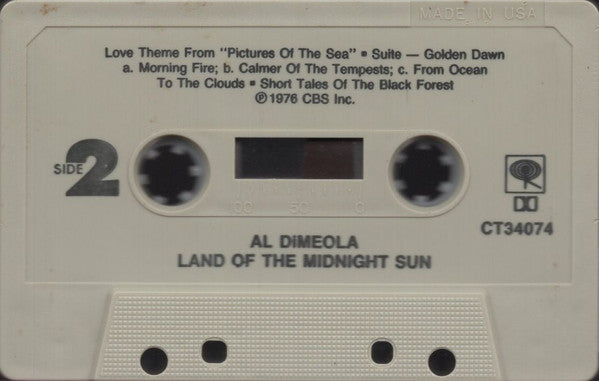 MADE IN USA
Love Theme From "Pictures Of The Sea" • Suite — Golden Dawn
a. Morning Fire; b. Calmer Of The Tempests; c. From Ocean
To The Clouds • Short Tales Of The Black Forest
℗ 1976 CBS Inc.
SIDE 2
100 50 0
CT34074
AL DiMEOLA
LAND OF THE MIDNIGHT SUN